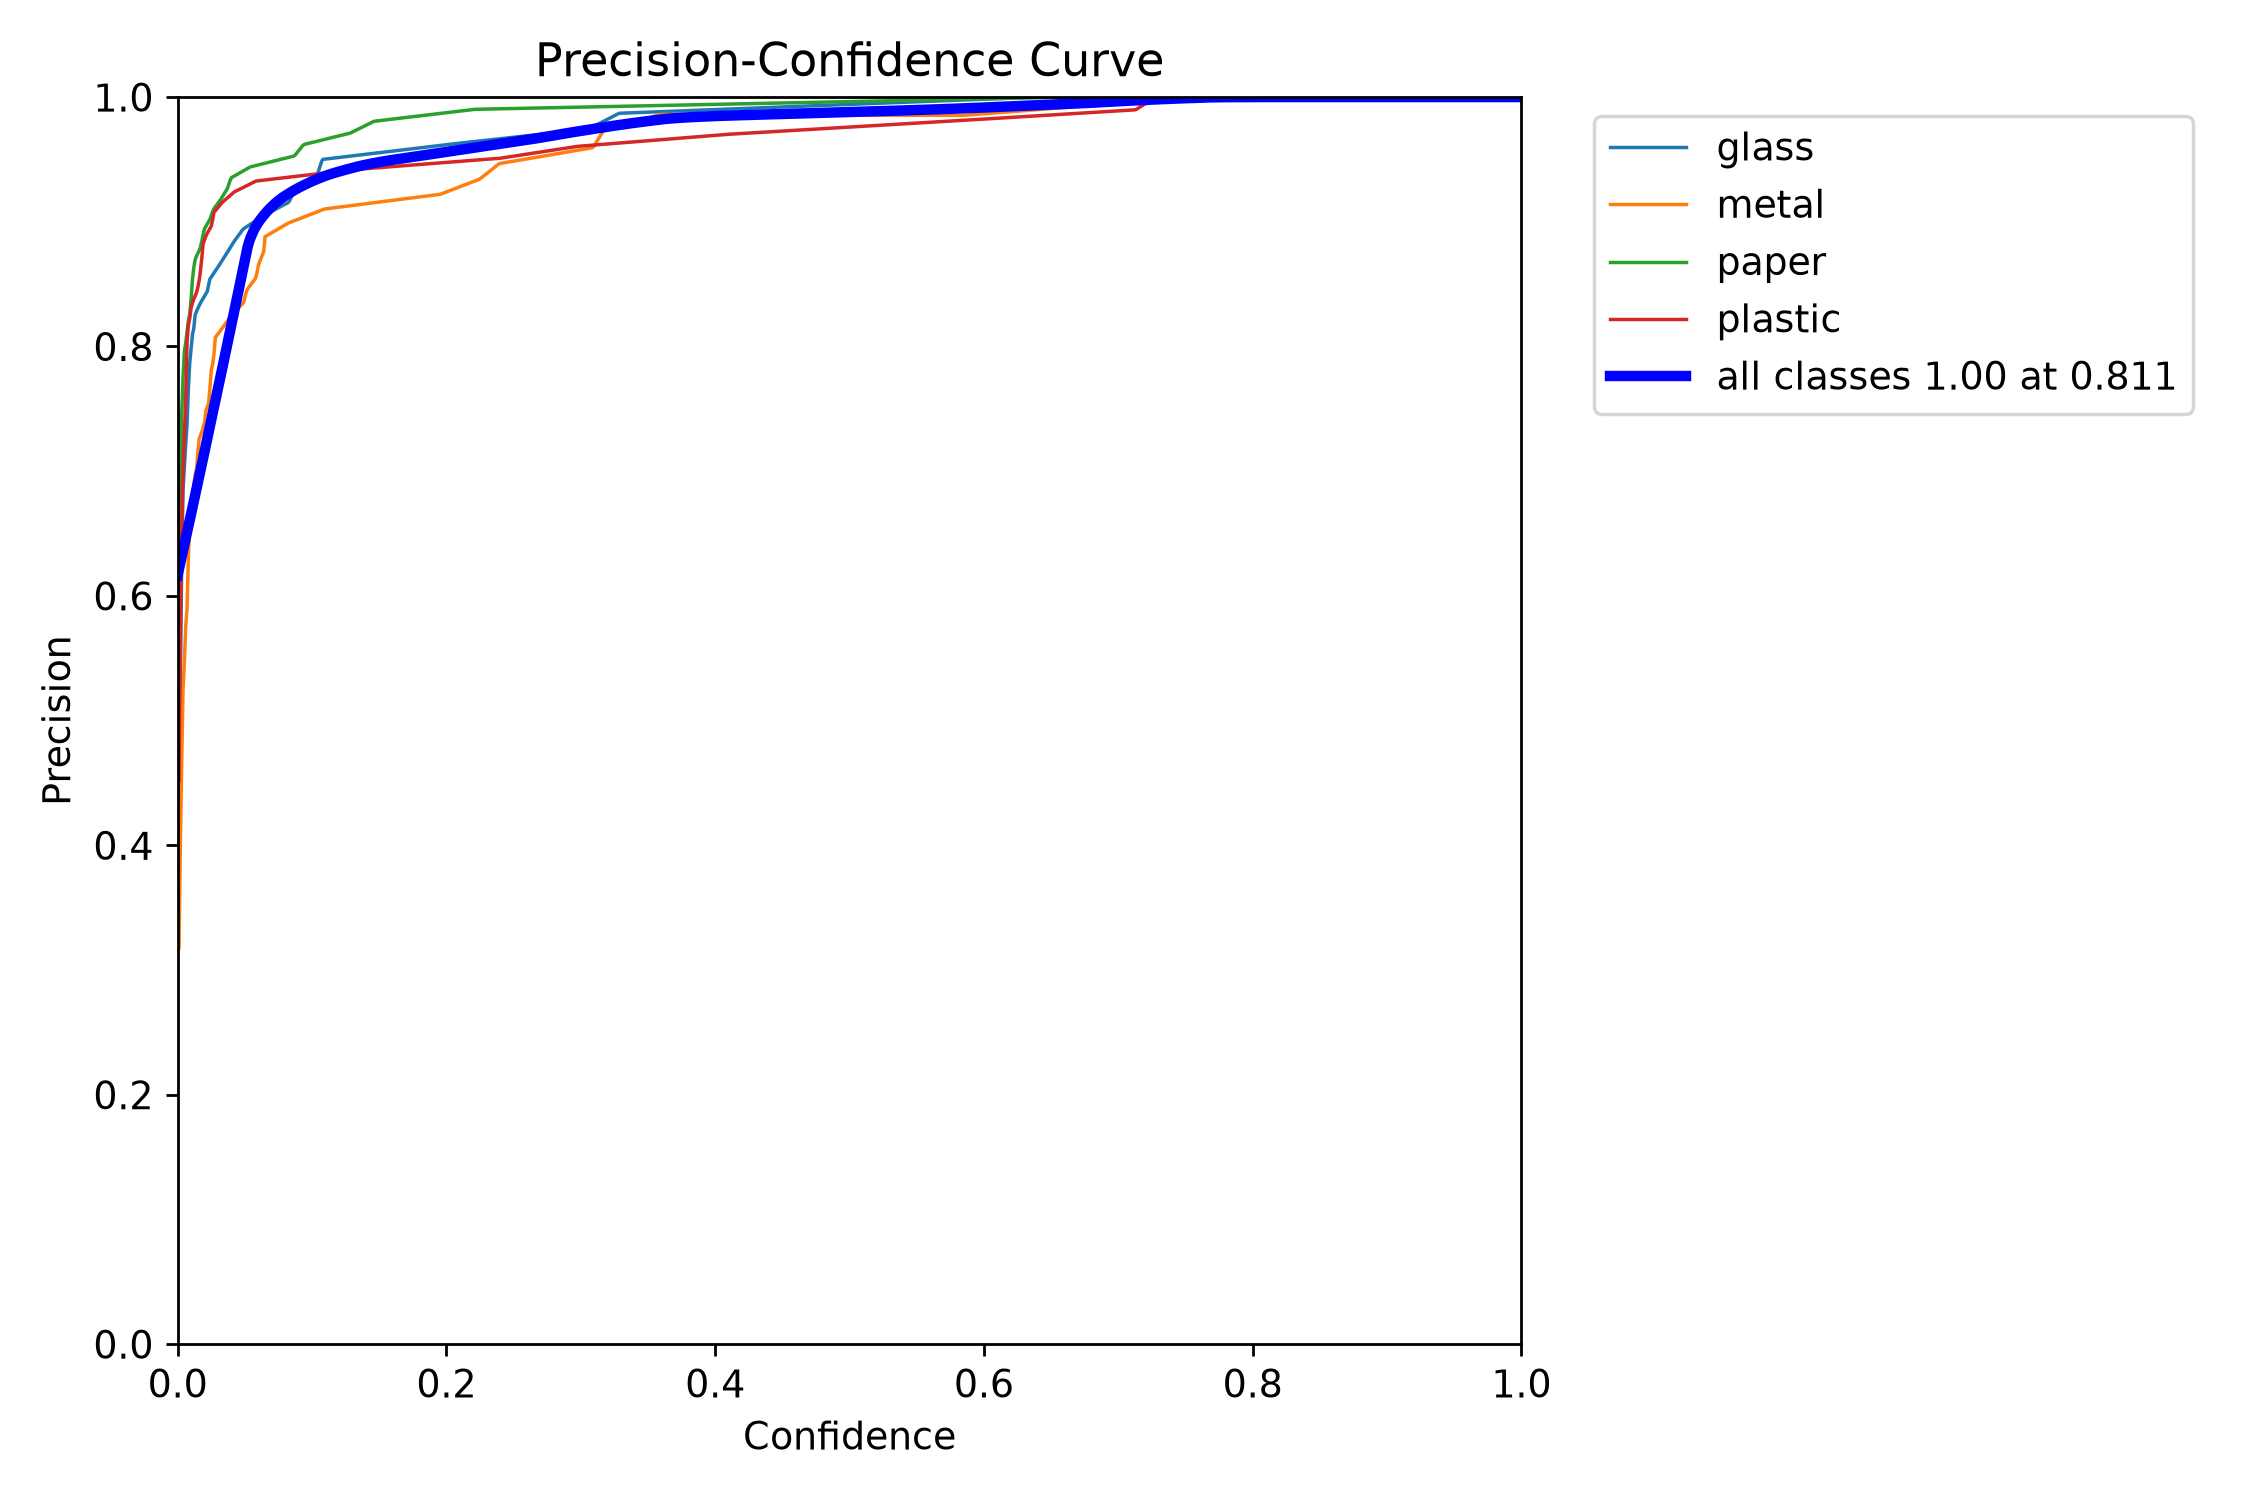 Precision-Confidence Curve
1.0
0.8
0.6
0.4
0.2
0.0
Precision
0.0 0.2 0.4 0.6 0.8 1.0
Confidence
glass
metal
paper
plastic
all classes 1.00 at 0.811